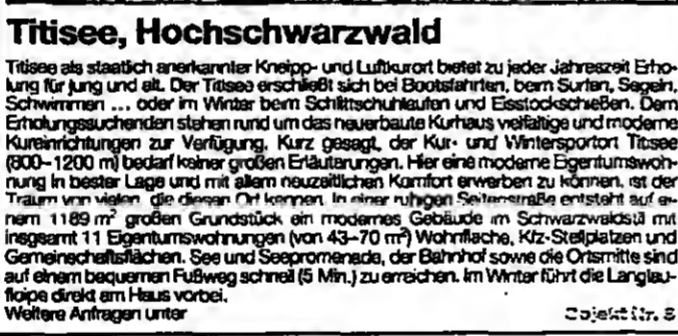 Titisee, Hochschwarzwald
Titisee als staatlich anerkannter Kneipp- und Luftkurort bietet zu jeder Jahreszeit Erho-
lung für jung und alt. Der Titisee erschließt sich bei Bootsfahrten, beim Surfen, Segeln,
Schwimmen ... oder im Winter beim Schlittschuhlaufen und Eisstockschießen. Dem
Erholungssuchenden stehen rund um das neuerbaute Kurhaus vielfältige und moderne
Kureinrichtungen zur Verfügung. Kurz gesagt, der Kur- und Wintersportort Titisee
(800–1200 m) bedarf keiner großen Erläuterungen. Hier eine moderne Eigentumswoh-
nung in bester Lage und mit allem neuzeitlichen Komfort erwerben zu können, ist der
Traum von vielen, die diesen Ort kennen. In einer ruhigen Seitenstraße entsteht auf ei-
nem 1189 m² großen Grundstück ein modernes Gebäude im Schwarzwaldstil mit
insgesamt 11 Eigentumswohnungen (von 43–70 m²) Wohnfläche, Kfz-Stellplätzen und
Gemeinschaftsflächen. See und Seepromenade, der Bahnhof sowie die Ortsmitte sind
auf einem bequemen Fußweg schnell (5 Min.) zu erreichen. Im Winter führt die Langlau-
floipe direkt am Haus vorbei.
Weitere Anfragen unter Objekt Nr.